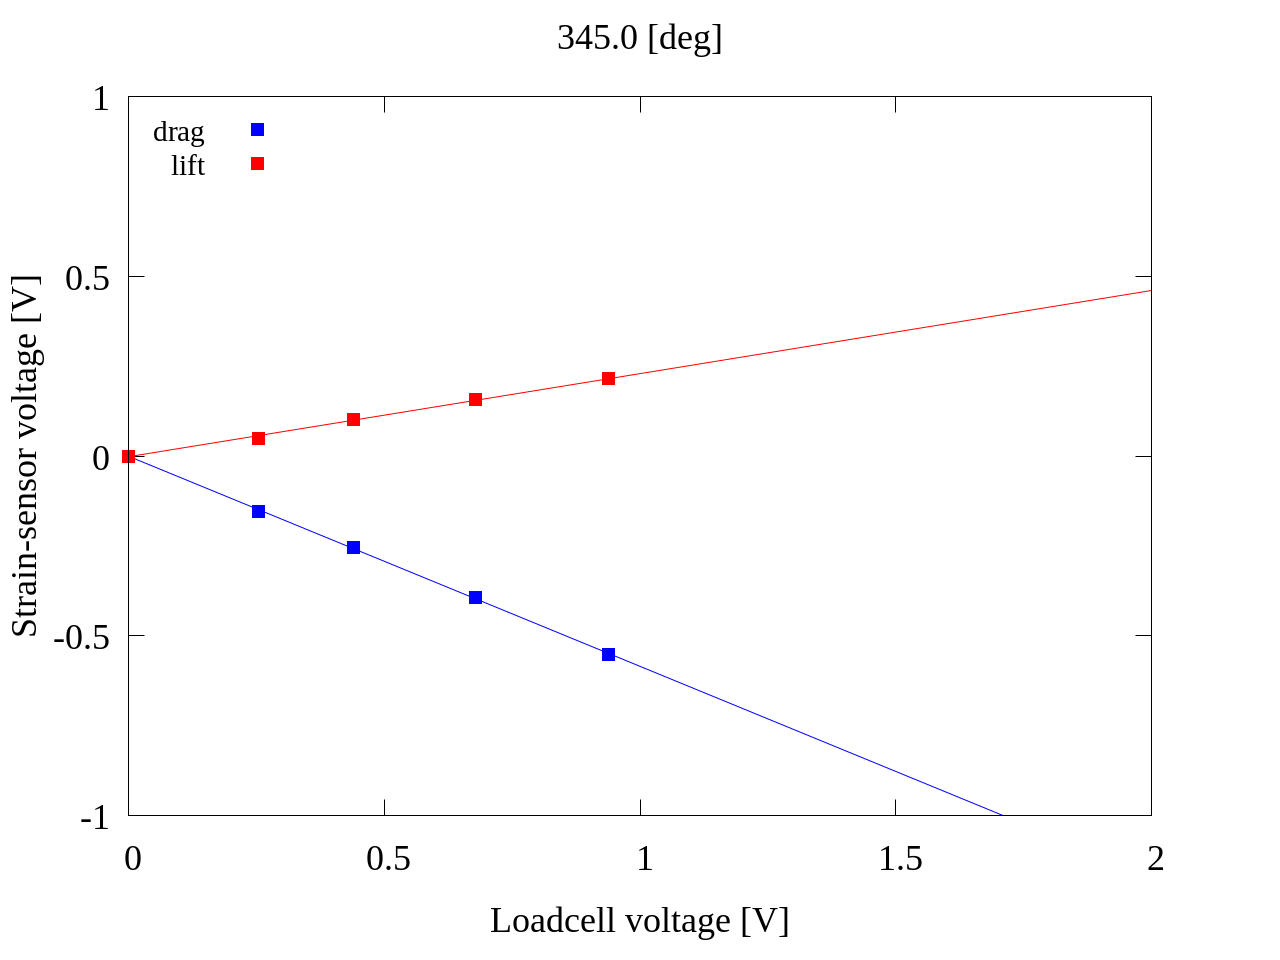 345.0 [deg]
drag
lift
1
0.5
0
-0.5
-1
Strain-sensor voltage [V]
0 0.5 1 1.5 2
Loadcell voltage [V]